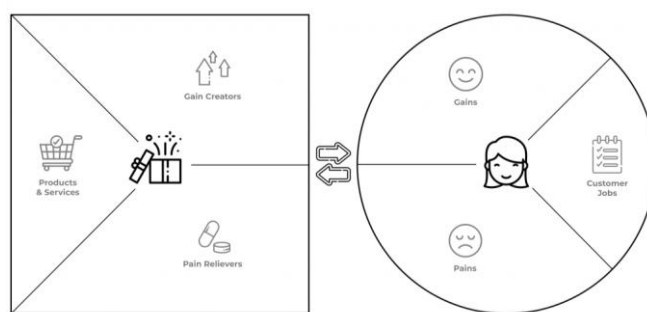 Gain Creators
Products
& Services
Pain Relievers
Gains
Customer
Jobs
Pains